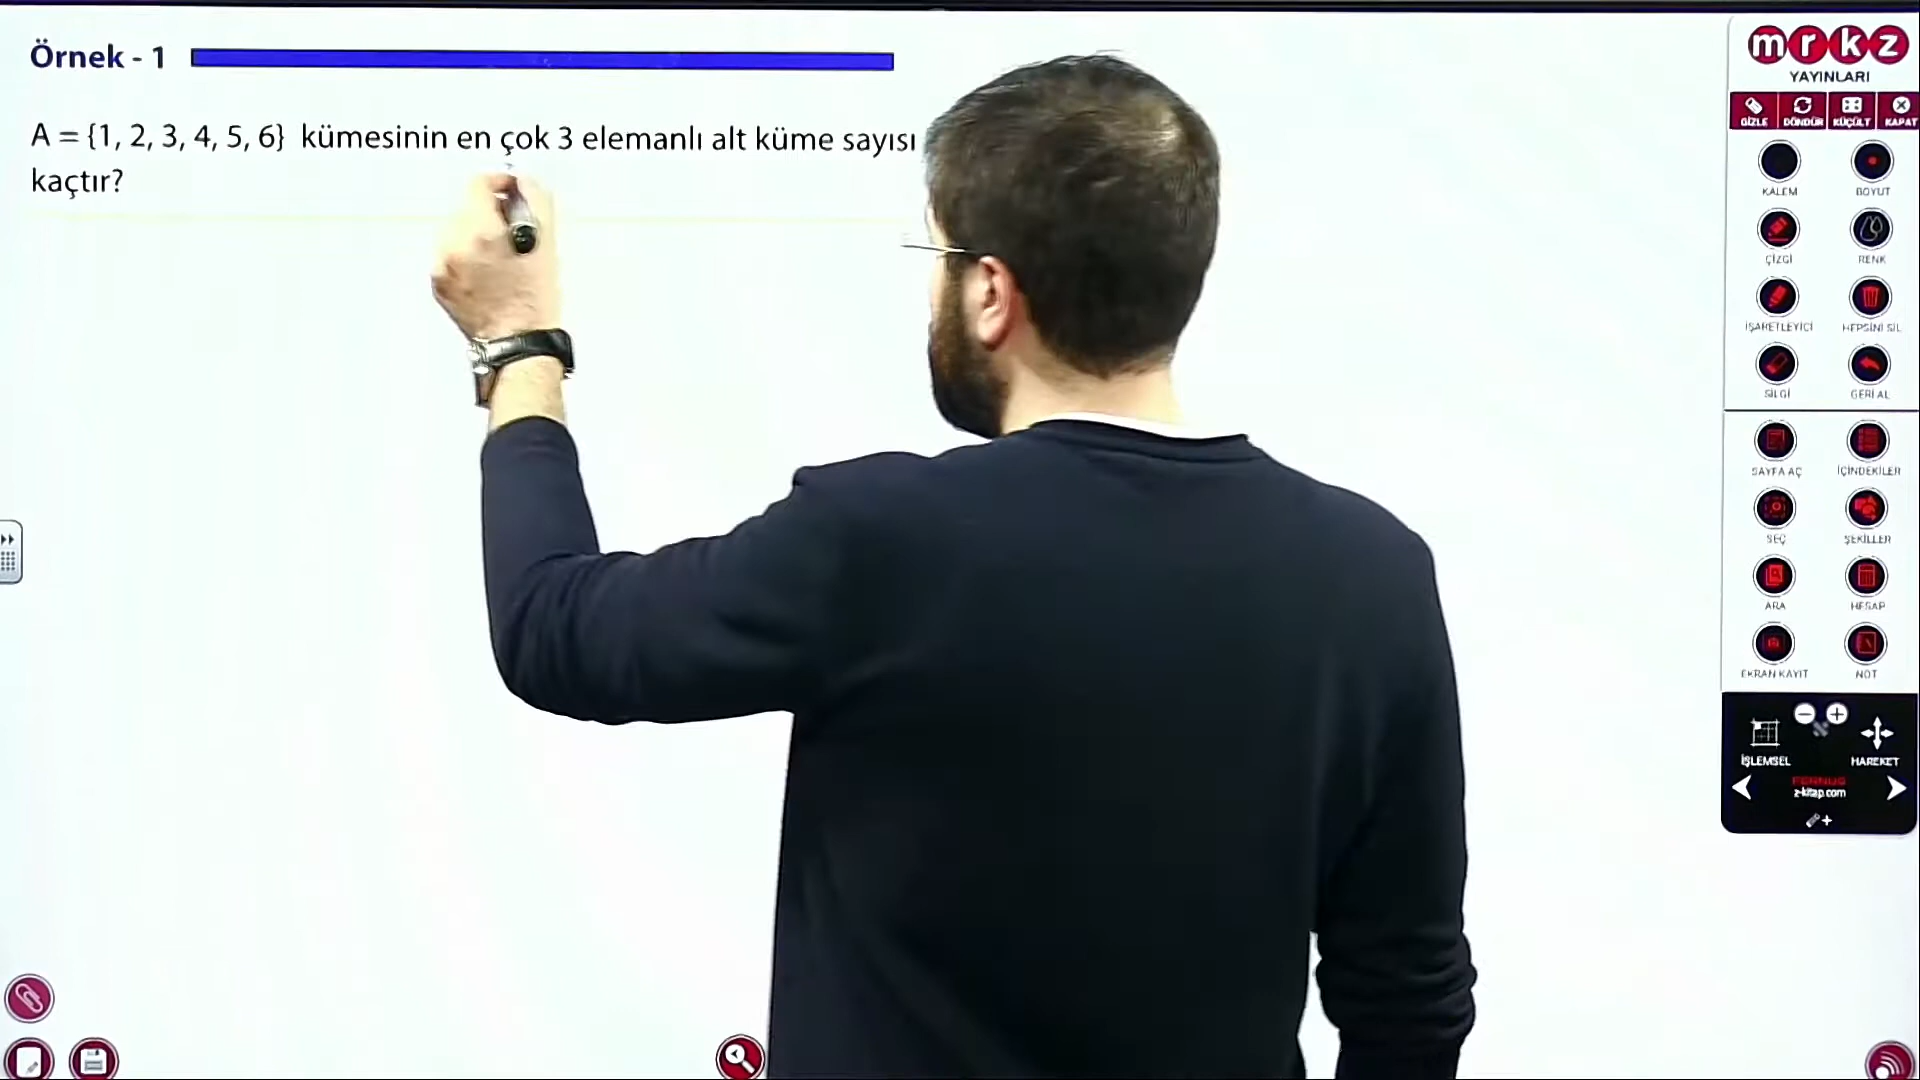 Örnek - 1
A = {1, 2, 3, 4, 5, 6} kümesinin en çok 3 elemanlı alt küme sayısı
kaçtır?
mrkz
YAYINLARI
GİZLE DÖNDÜR KÜÇÜLT KAPAT
KALEM BOYUT
ÇİZGİ RENK
İŞARETLEYİCİ HEPSİNİ SİL
SİLGİ GERİ AL
SAYFA AÇ İÇİNDEKİLER
SEÇ ŞEKİLLER
ARA HESAP
EKRAN KAYIT NOT
İŞLEMSEL HAREKET
FERNUS
z-kitap.com